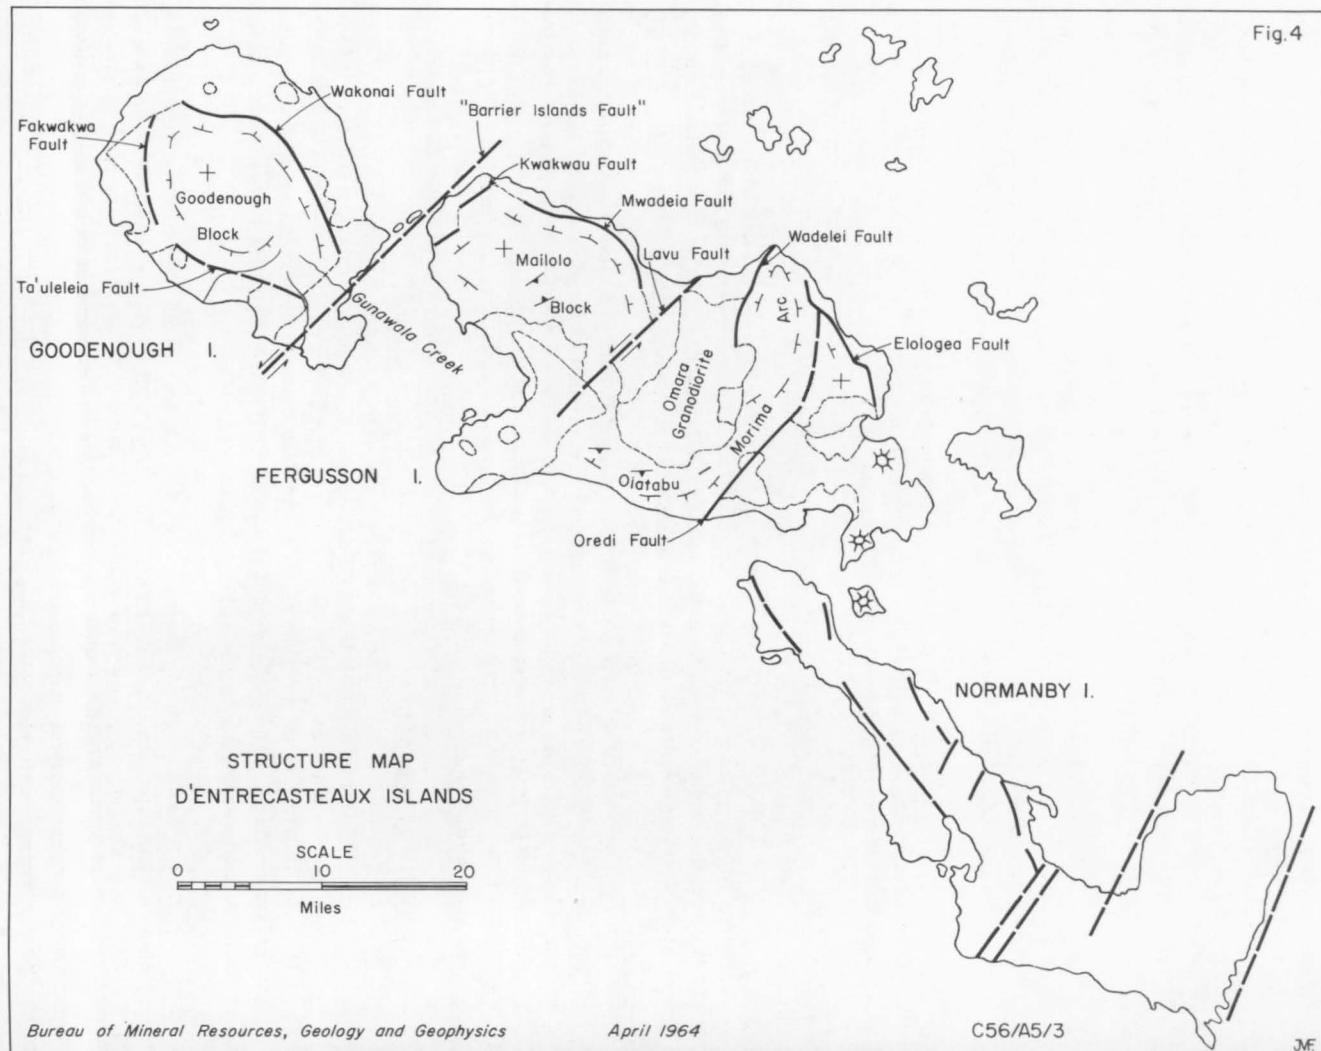 Fig.4
Wakonai Fault
"Barrier Islands Fault"
Fakwakwa
Fault
Kwakwau Fault
Goodenough
Block
Mwadeia Fault
Wadelei Fault
Lavu Fault
Mailolo
Block
Ta'uleleia Fault
Gunawala Creek
Arc
GOODENOUGH I.
Elologea Fault
Omara
Granodiorite
Morima
FERGUSSON I.
Oiatabu
Oredi Fault
NORMANBY I.
STRUCTURE MAP
D'ENTRECASTEAUX ISLANDS
SCALE
0 10 20
Miles
Bureau of Mineral Resources, Geology and Geophysics April 1964 C56/A5/3
JVE